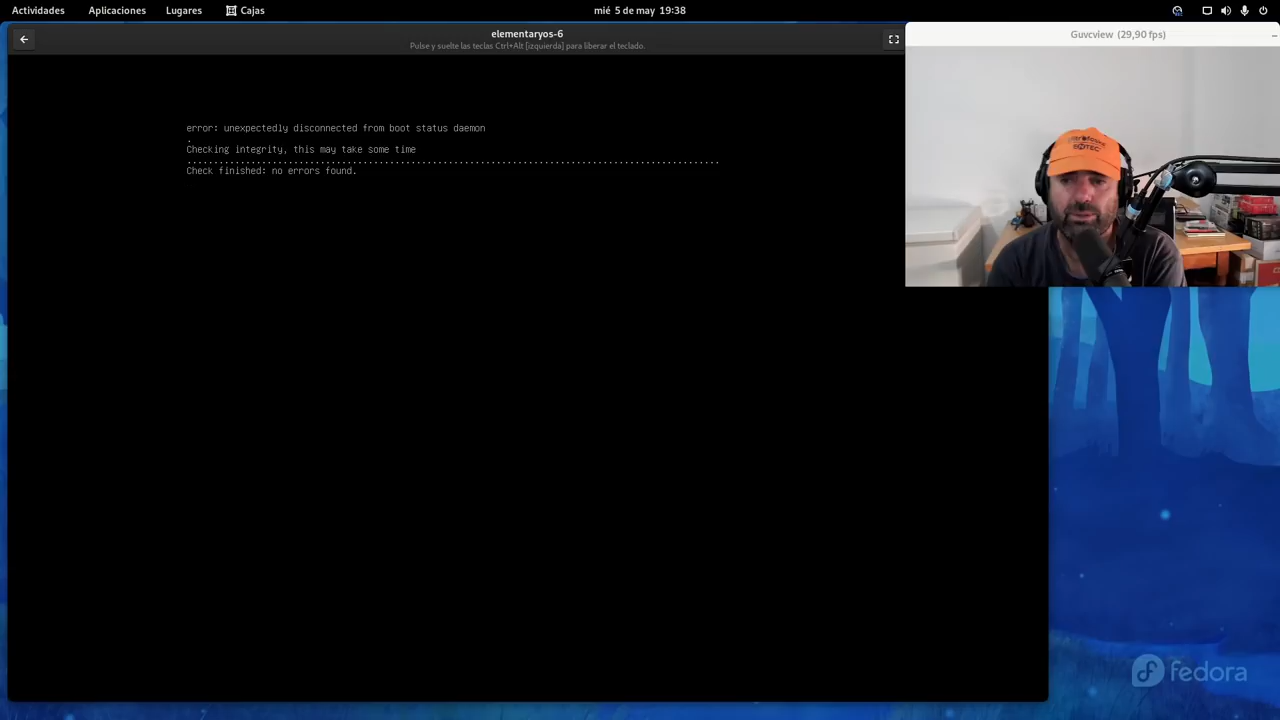 Actividades Aplicaciones Lugares Cajas mié 5 de may 19:38
elementaryos-6
Pulse y suelte las teclas Ctrl+Alt [izquierda] para liberar el teclado.
Guvcview (29,90 fps)
error: unexpectedly disconnected from boot status daemon
.
Checking integrity, this may take some time
................................................................................................
Check finished: no errors found.
fedora